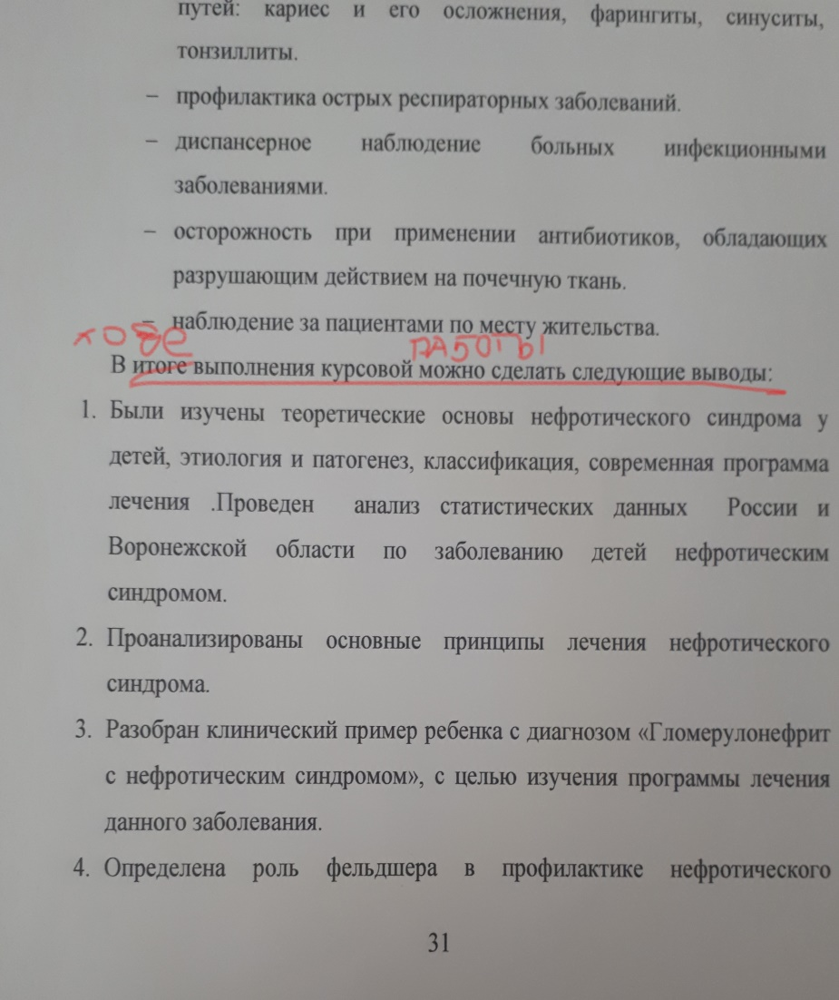 путей: кариес и его осложнения, фарингиты, синуситы,
тонзиллиты.
– профилактика острых респираторных заболеваний.
– диспансерное наблюдение больных инфекционными
заболеваниями.
– осторожность при применении антибиотиков, обладающих
разрушающим действием на почечную ткань.
– наблюдение за пациентами по месту жительства.
ходе работы
В итоге выполнения курсовой можно сделать следующие выводы:
1. Были изучены теоретические основы нефротического синдрома у
детей, этиология и патогенез, классификация, современная программа
лечения .Проведен анализ статистических данных России и
Воронежской области по заболеванию детей нефротическим
синдромом.
2. Проанализированы основные принципы лечения нефротического
синдрома.
3. Разобран клинический пример ребенка с диагнозом «Гломерулонефрит
с нефротическим синдромом», с целью изучения программы лечения
данного заболевания.
4. Определена роль фельдшера в профилактике нефротического
31